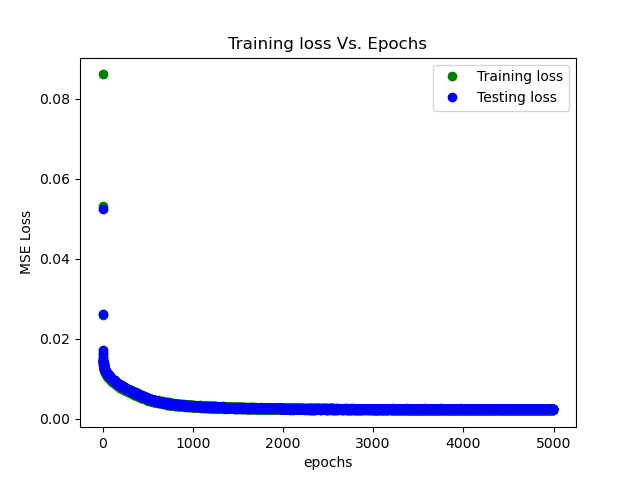 Training loss Vs. Epochs
Training loss
Testing loss
MSE Loss
0.08
0.06
0.04
0.02
0.00
0
1000
2000
3000
4000
5000
epochs